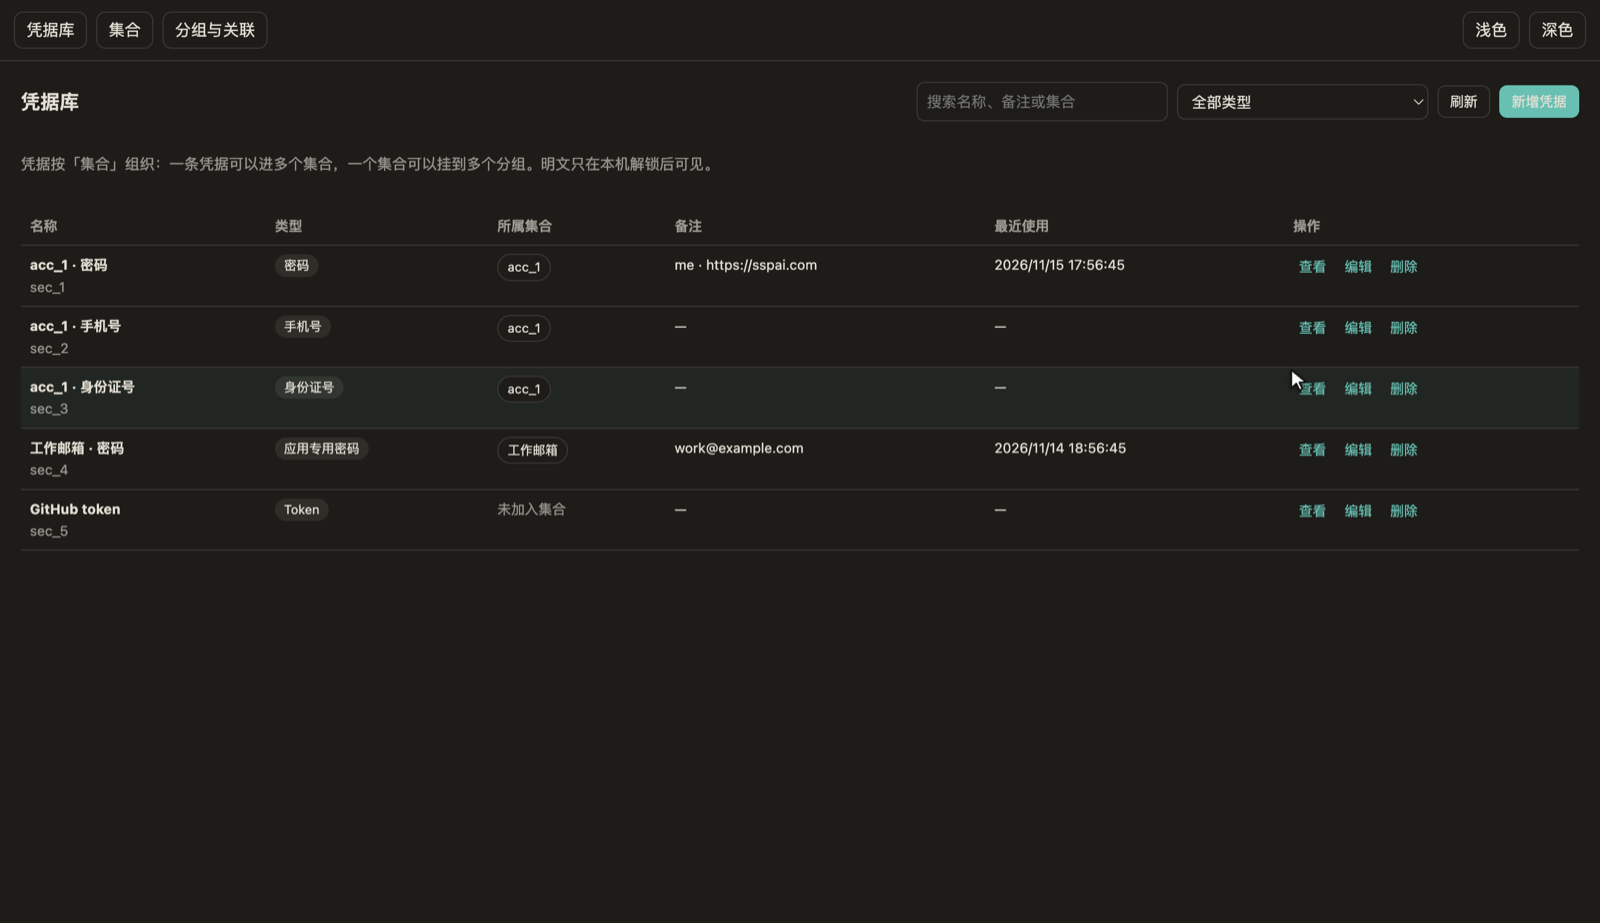 凭据库 集合 分组与关联 浅色 深色
凭据库 搜索名称、备注或集合 全部类型 刷新 新增凭据
凭据按「集合」组织：一条凭据可以进多个集合，一个集合可以挂到多个分组。明文只在本机解锁后可见。
名称 类型 所属集合 备注 最近使用 操作
acc_1 · 密码 密码 acc_1 me · https://sspai.com 2026/11/15 17:56:45 查看 编辑 删除
sec_1
acc_1 · 手机号 手机号 acc_1 — — 查看 编辑 删除
sec_2
acc_1 · 身份证号 身份证号 acc_1 — — 查看 编辑 删除
sec_3
工作邮箱 · 密码 应用专用密码 工作邮箱 work@example.com 2026/11/14 18:56:45 查看 编辑 删除
sec_4
GitHub token Token 未加入集合 — — 查看 编辑 删除
sec_5